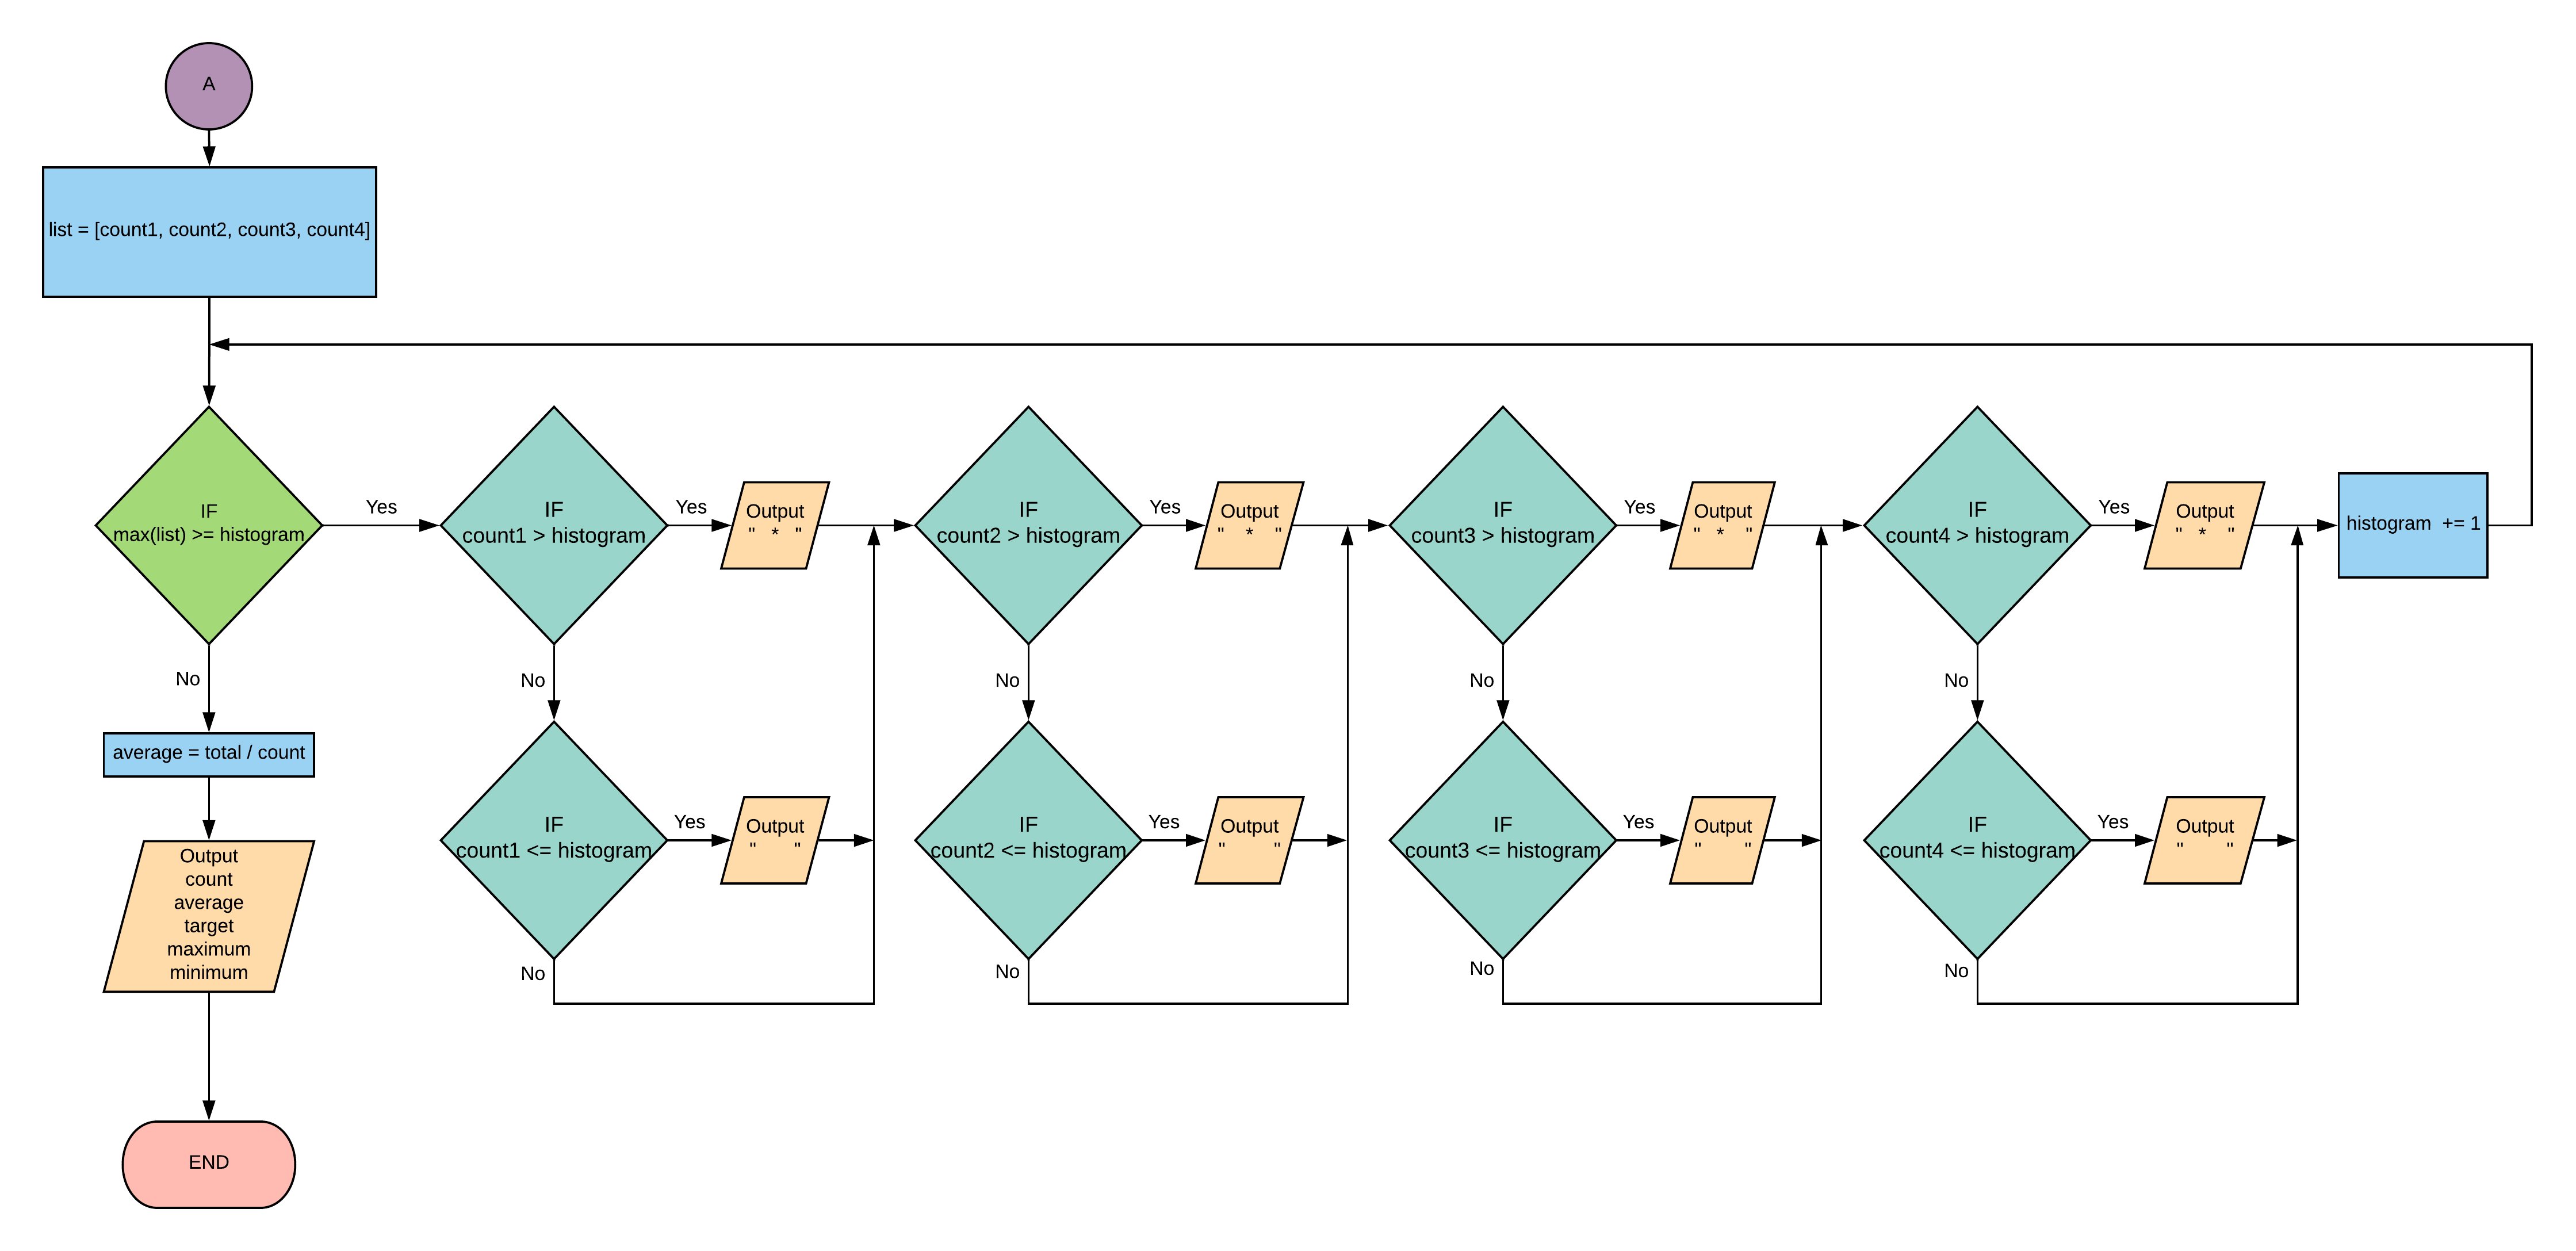 A
list = [count1, count2, count3, count4]
IF
max(list) >= histogram
Yes
IF
count1 > histogram
Yes
Output
" * "
IF
count2 > histogram
Yes
Output
" * "
IF
count3 > histogram
Yes
Output
" * "
IF
count4 > histogram
Yes
Output
" * "
histogram += 1
No
No
No
No
No
average = total / count
IF
count1 <= histogram
Yes
Output
" "
IF
count2 <= histogram
Yes
Output
" "
IF
count3 <= histogram
Yes
Output
" "
IF
count4 <= histogram
Yes
Output
" "
Output
count
average
target
maximum
minimum
No
No
No
No
END